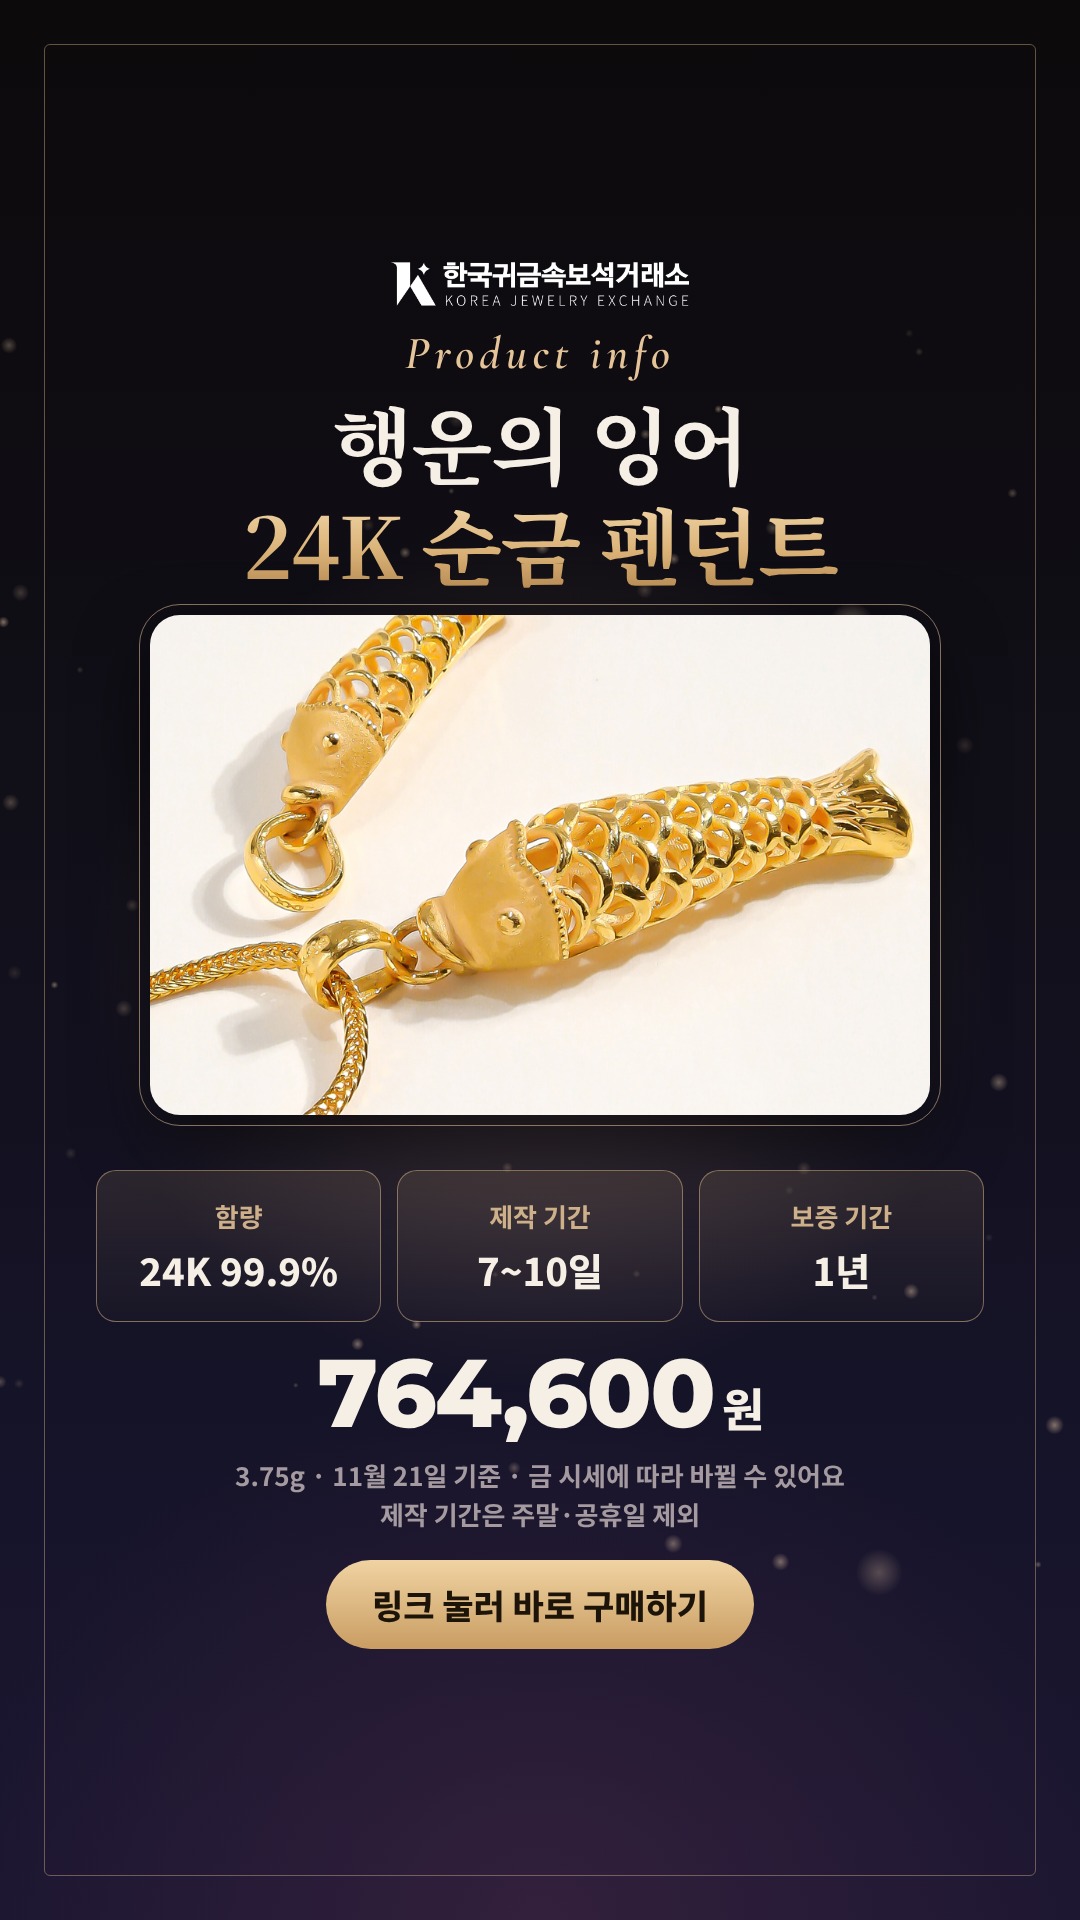 한국귀금속보석거래소
KOREA JEWELRY EXCHANGE
Product info
행운의 잉어
24K 순금 펜던트
함량
24K 99.9%
제작 기간
7~10일
보증 기간
1년
764,600원
3.75g · 11월 21일 기준 · 금 시세에 따라 바뀔 수 있어요
제작 기간은 주말·공휴일 제외
링크 눌러 바로 구매하기